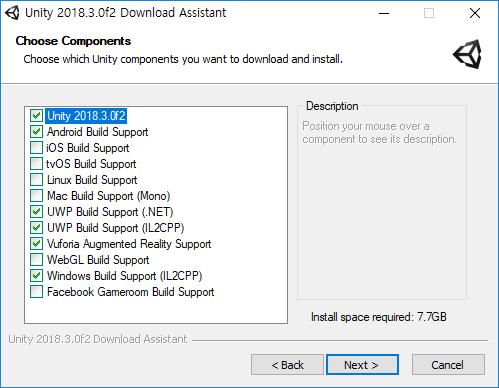 Unity 2018.3.0f2 Download Assistant
Choose Components
Choose which Unity components you want to download and install.
Unity 2018.3.0f2
Android Build Support
iOS Build Support
tvOS Build Support
Linux Build Support
Mac Build Support (Mono)
UWP Build Support (.NET)
UWP Build Support (IL2CPP)
Vuforia Augmented Reality Support
WebGL Build Support
Windows Build Support (IL2CPP)
Facebook Gameroom Build Support
Description
Position your mouse over a
component to see its description.
Install space required: 7.7GB
Unity 2018.3.0f2 Download Assistant
< Back
Next >
Cancel